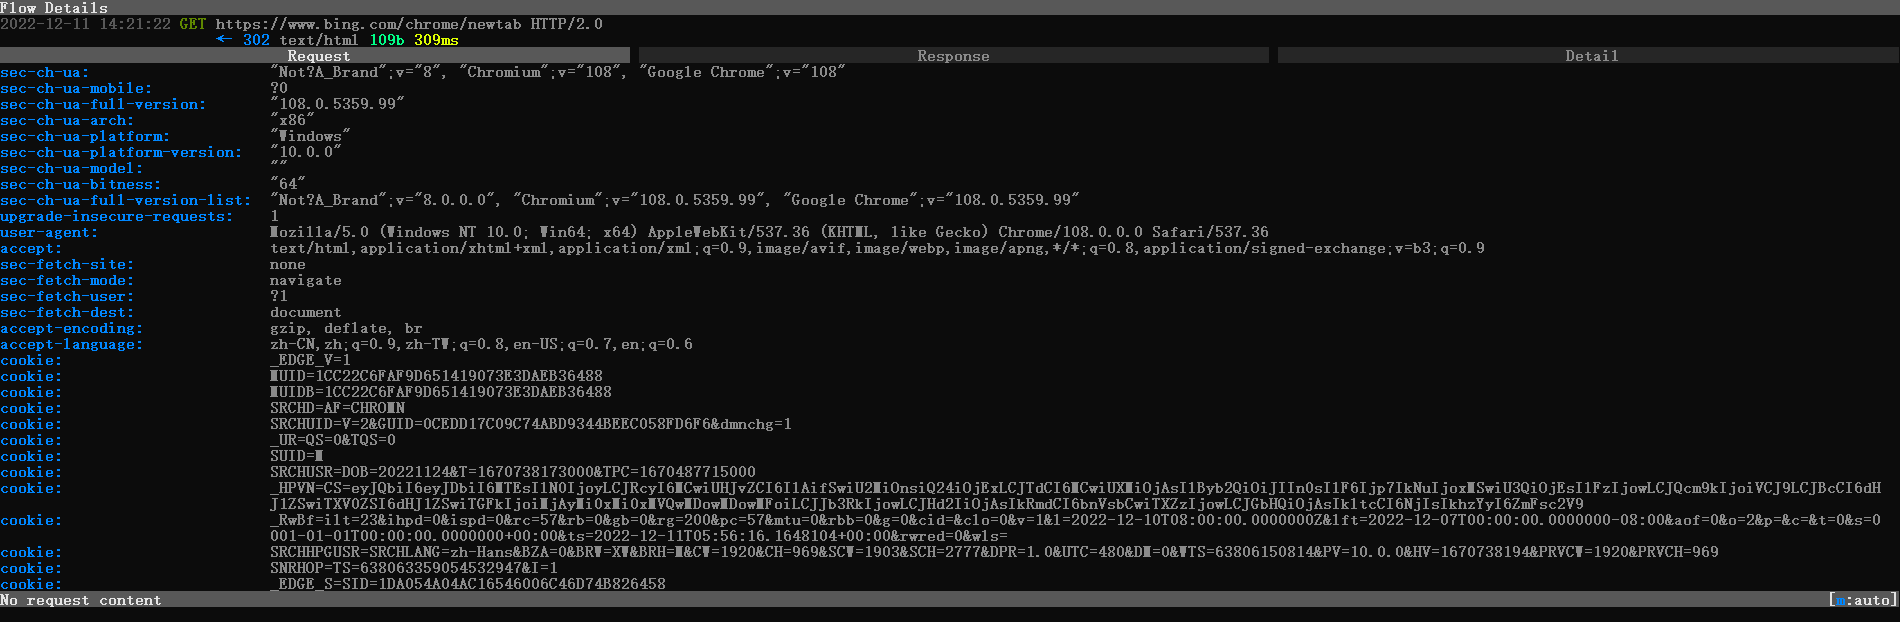 Flow Details
2022-12-11 14:21:22 GET https://www.bing.com/chrome/newtab HTTP/2.0
← 302 text/html 109b 309ms
Request Response Detail
sec-ch-ua: "Not?A_Brand";v="8", "Chromium";v="108", "Google Chrome";v="108"
sec-ch-ua-mobile: ?0
sec-ch-ua-full-version: "108.0.5359.99"
sec-ch-ua-arch: "x86"
sec-ch-ua-platform: "Windows"
sec-ch-ua-platform-version: "10.0.0"
sec-ch-ua-model: ""
sec-ch-ua-bitness: "64"
sec-ch-ua-full-version-list: "Not?A_Brand";v="8.0.0.0", "Chromium";v="108.0.5359.99", "Google Chrome";v="108.0.5359.99"
upgrade-insecure-requests: 1
user-agent: Mozilla/5.0 (Windows NT 10.0; Win64; x64) AppleWebKit/537.36 (KHTML, like Gecko) Chrome/108.0.0.0 Safari/537.36
accept: text/html,application/xhtml+xml,application/xml;q=0.9,image/avif,image/webp,image/apng,*/*;q=0.8,application/signed-exchange;v=b3;q=0.9
sec-fetch-site: none
sec-fetch-mode: navigate
sec-fetch-user: ?1
sec-fetch-dest: document
accept-encoding: gzip, deflate, br
accept-language: zh-CN,zh;q=0.9,zh-TW;q=0.8,en-US;q=0.7,en;q=0.6
cookie: _EDGE_V=1
cookie: MUID=1CC22C6FAF9D651419073E3DAEB36488
cookie: MUIDB=1CC22C6FAF9D651419073E3DAEB36488
cookie: SRCHD=AF=CHROMN
cookie: SRCHUID=V=2&GUID=0CEDD17C09C74ABD9344BEEC058FD6F6&dmnchg=1
cookie: _UR=QS=0&TQS=0
cookie: SUID=M
cookie: SRCHUSR=DOB=20221124&T=1670738173000&TPC=1670487715000
cookie: _HPVN=CS=eyJQbiI6eyJDbiI6MTEsIlN0IjoyLCJRcyI6MCwiUHJvZCI6IlAifSwiU2MiOnsiQ24iOjExLCJTdCI6MCwiUXMiOjAsIlByb2QiOiJIIn0sIlF6Ijp7IkNuIjoxMSwiU3QiOjEsIlFzIjowLCJQcm9kIjoiVCJ9LCJBcCI6dH
J1ZSwiTXV0ZSI6dHJ1ZSwiTGFkIjoiMjAyMi0xMi0xMVQwMDowMDowMFoiLCJJb3RkIjowLCJHd2IiOjAsIkRmdCI6bnVsbCwiTXZzIjowLCJGbHQiOjAsIkltcCI6NjIsIkhzYyI6ZmFsc2V9
cookie: _RwBf=ilt=23&ihpd=0&ispd=0&rc=57&rb=0&gb=0&rg=200&pc=57&mtu=0&rbb=0&g=0&cid=&clo=0&v=1&l=2022-12-10T08:00:00.0000000Z&lft=2022-12-07T00:00:00.0000000-08:00&aof=0&o=2&p=&c=&t=0&s=0
001-01-01T00:00:00.0000000+00:00&ts=2022-12-11T05:56:16.1648104+00:00&rwred=0&wls=
cookie: SRCHHPGUSR=SRCHLANG=zh-Hans&BZA=0&BRW=XW&BRH=M&CW=1920&CH=969&SCW=1903&SCH=2777&DPR=1.0&UTC=480&DM=0&WTS=63806150814&PV=10.0.0&HV=1670738194&PRVCW=1920&PRVCH=969
cookie: SNRHOP=TS=638063359054532947&I=1
cookie: _EDGE_S=SID=1DA054A04AC16546006C46D74B826458
No request content [m:auto]